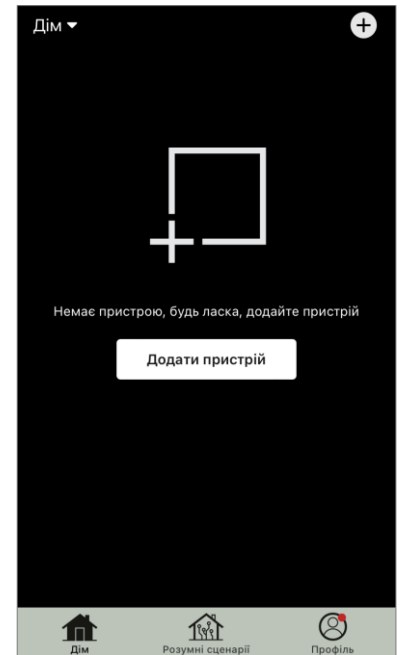 Дім
Немає пристрою, будь ласка, додайте пристрій
Додати пристрій
Дім
Розумні сценарії
Профіль